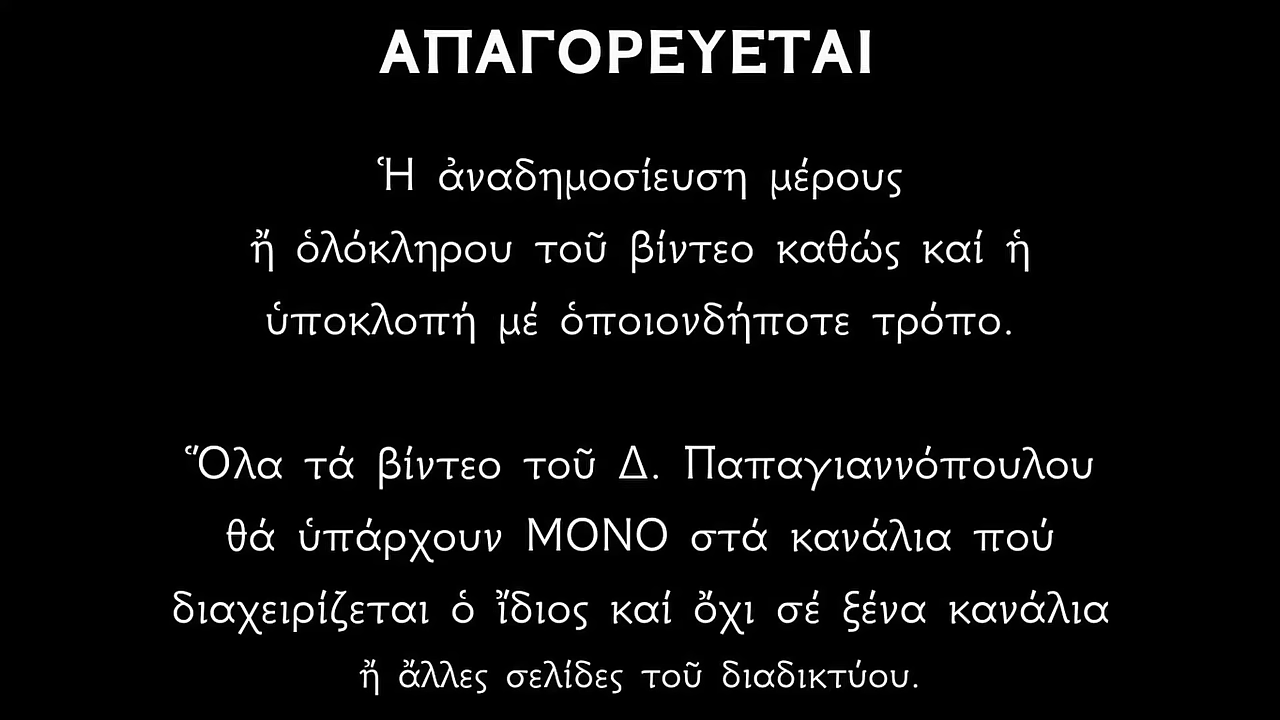 ΑΠΑΓΟΡΕΥΕΤΑΙ
Ἡ ἀναδημοσίευση μέρους
ἤ ὁλόκληρου τοῦ βίντεο καθώς καί ἡ
ὑποκλοπή μέ ὁποιονδήποτε τρόπο.
Ὅλα τά βίντεο τοῦ Δ. Παπαγιαννόπουλου
θά ὑπάρχουν ΜΟΝΟ στά κανάλια πού
διαχειρίζεται ὁ ἴδιος καί ὄχι σέ ξένα κανάλια
ἤ ἄλλες σελίδες τοῦ διαδικτύου.